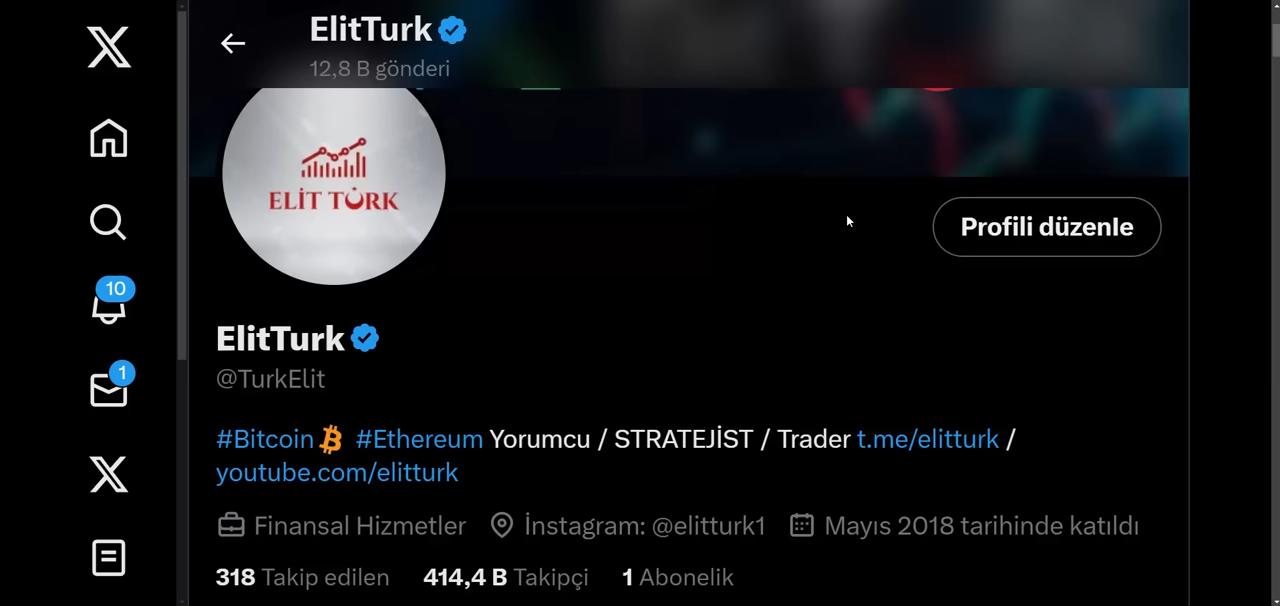 ElitTurk
12,8 B gönderi
ELİT TÜRK
Profili düzenle
10
ElitTurk
1
@TurkElit
#Bitcoin #Ethereum Yorumcu / STRATEJİST / Trader t.me/elitturk /
youtube.com/elitturk
Finansal Hizmetler İnstagram: @elitturk1 Mayıs 2018 tarihinde katıldı
318 Takip edilen 414,4 B Takipçi 1 Abonelik